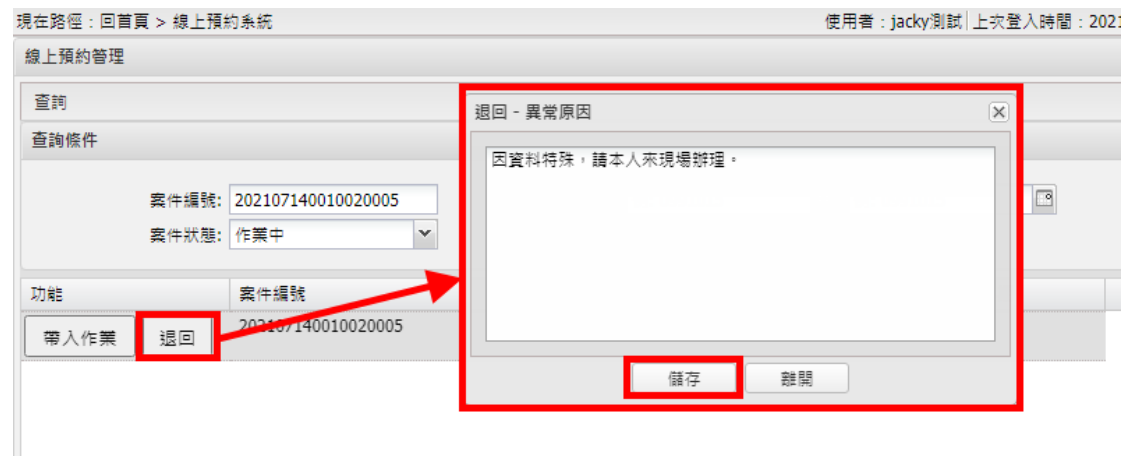 現在路徑：回首頁 > 線上預約系統
使用者：jacky測試 上次登入時間：2021
線上預約管理
查詢
查詢條件
案件編號: 202107140010020005
案件狀態: 作業中
功能
案件編號
帶入作業
退回
202107140010020005
退回 - 異常原因
因資料特殊，請本人來現場辦理。
儲存
離開